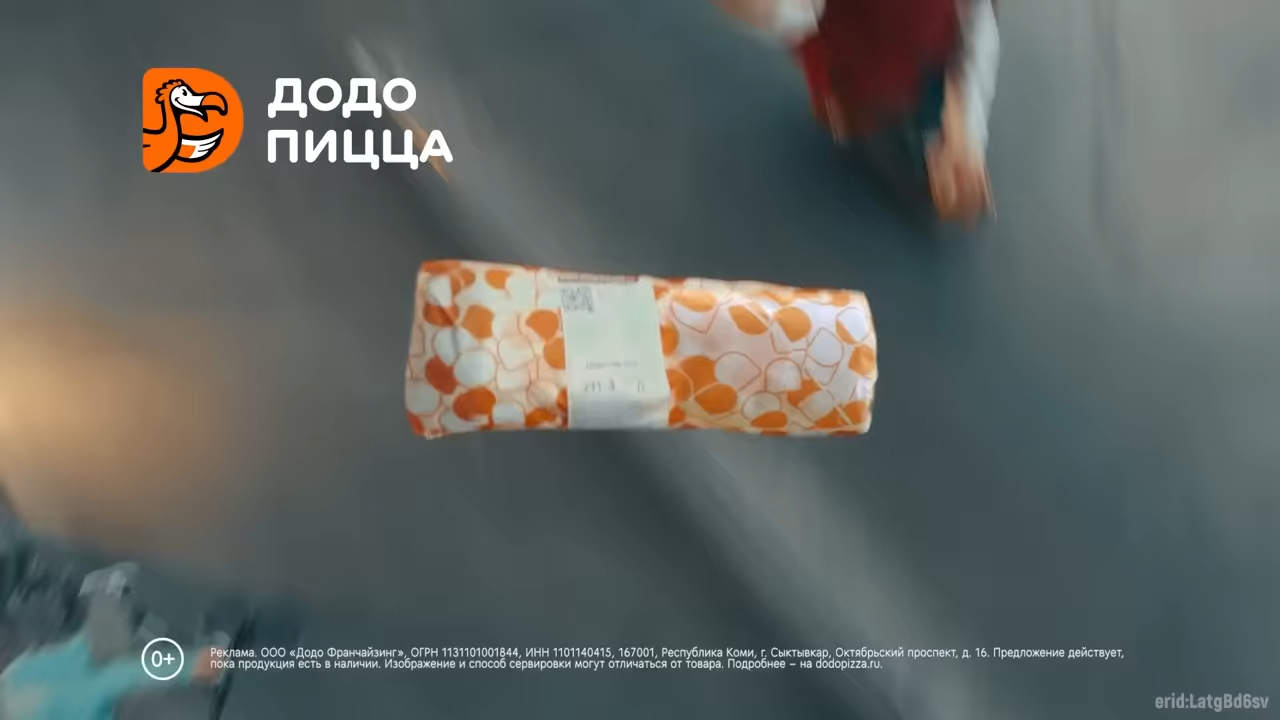 ДОДО
ПИЦЦА
0+
Реклама. ООО «Додо Франчайзинг», ОГРН 1131101001844, ИНН 1101140415, 167001, Республика Коми, г. Сыктывкар, Октябрьский проспект, д. 16. Предложение действует,
пока продукция есть в наличии. Изображение и способ сервировки могут отличаться от товара. Подробнее – на dodopizza.ru.
erid:LatgBd6sv